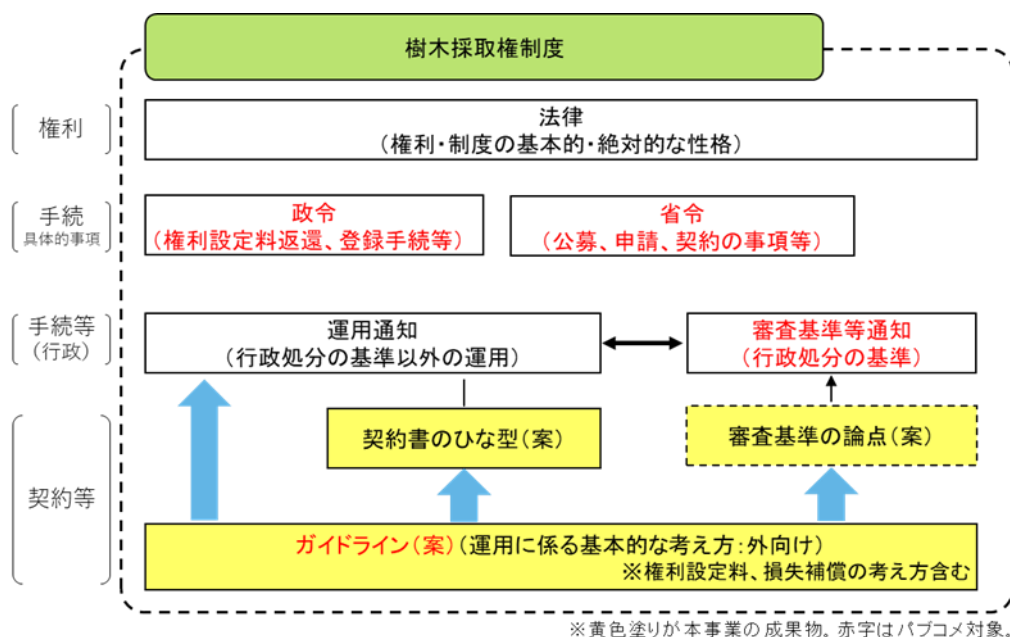 樹木採取権制度
権利
法律
(権利・制度の基本的・絶対的な性格)
手続
具体的事項
政令
(権利設定料返還、登録手続等)
省令
(公募、申請、契約の事項等)
手続等
(行政)
運用通知
(行政処分の基準以外の運用)
審査基準等通知
(行政処分の基準)
契約等
契約書のひな型(案)
審査基準の論点(案)
ガイドライン(案)(運用に係る基本的な考え方:外向け)
※権利設定料、損失補償の考え方含む
※黄色塗りが本事業の成果物。赤字はパブコメ対象。